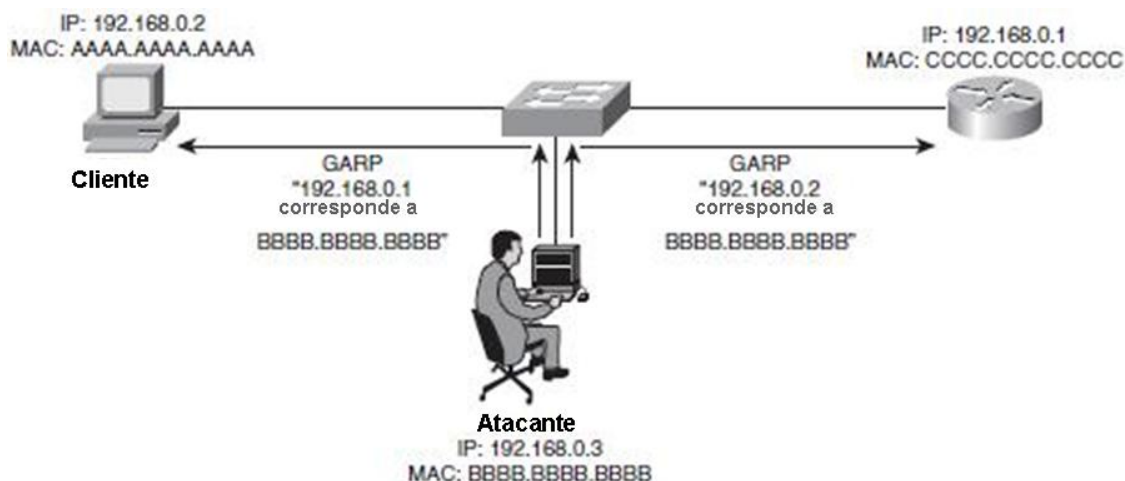 IP: 192.168.0.2
MAC: AAAA.AAAA.AAAA
IP: 192.168.0.1
MAC: CCCC.CCCC.CCCC
Cliente
GARP
"192.168.0.1
corresponde a
BBBB.BBBB.BBBB"
GARP
"192.168.0.2
corresponde a
BBBB.BBBB.BBBB"
Atacante
IP: 192.168.0.3
MAC: BBBB.BBBB.BBBB